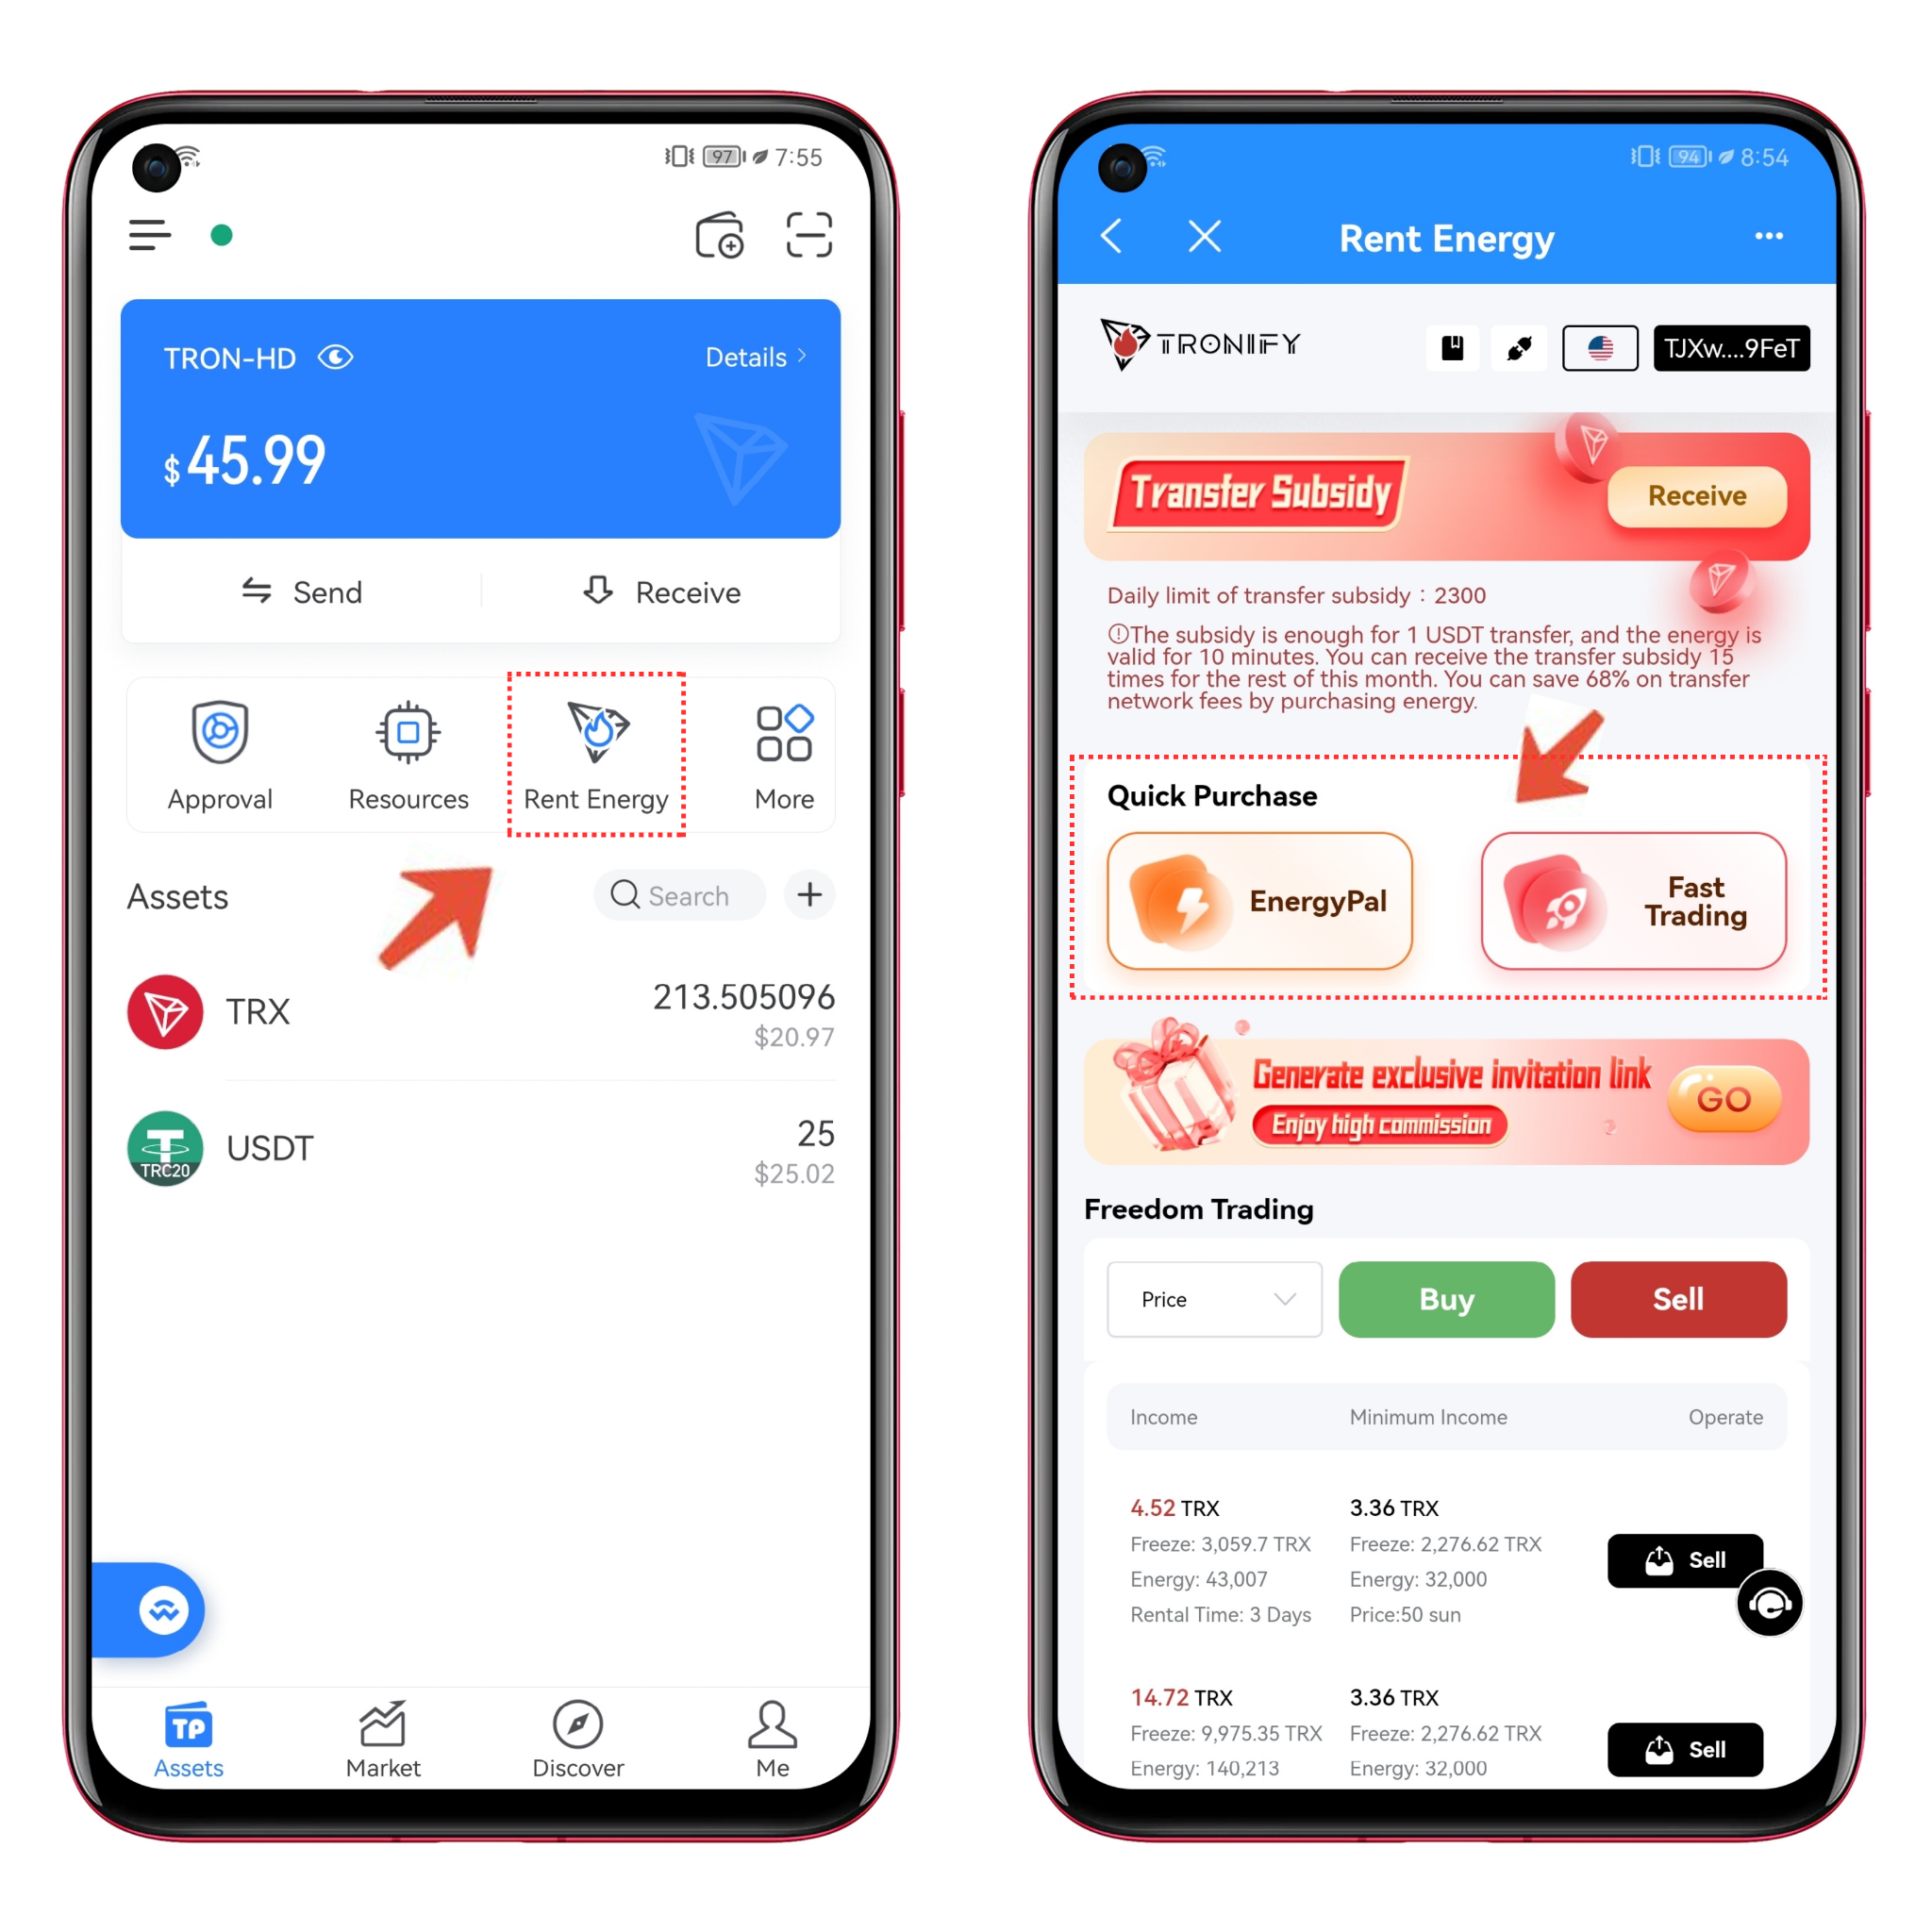 97 7:55
TRON-HD
Details
$45.99
Send
Receive
Approval
Resources
Rent Energy
More
Assets
Search
TRX
213.505096
$20.97
TRC20
USDT
25
$25.02
TP
Assets
Market
Discover
Me
94 8:54
Rent Energy
TRONIFY
TJXw....9FeT
Transfer Subsidy
Receive
Daily limit of transfer subsidy：2300
The subsidy is enough for 1 USDT transfer, and the energy is
valid for 10 minutes. You can receive the transfer subsidy 15
times for the rest of this month. You can save 68% on transfer
network fees by purchasing energy.
Quick Purchase
EnergyPal
Fast
Trading
Generate exclusive invitation link
Enjoy high commission
GO
Freedom Trading
Price
Buy
Sell
Income
Minimum Income
Operate
4.52 TRX
Freeze: 3,059.7 TRX
Energy: 43,007
Rental Time: 3 Days
3.36 TRX
Freeze: 2,276.62 TRX
Energy: 32,000
Price:50 sun
Sell
14.72 TRX
Freeze: 9,975.35 TRX
Energy: 140,213
3.36 TRX
Freeze: 2,276.62 TRX
Energy: 32,000
Sell